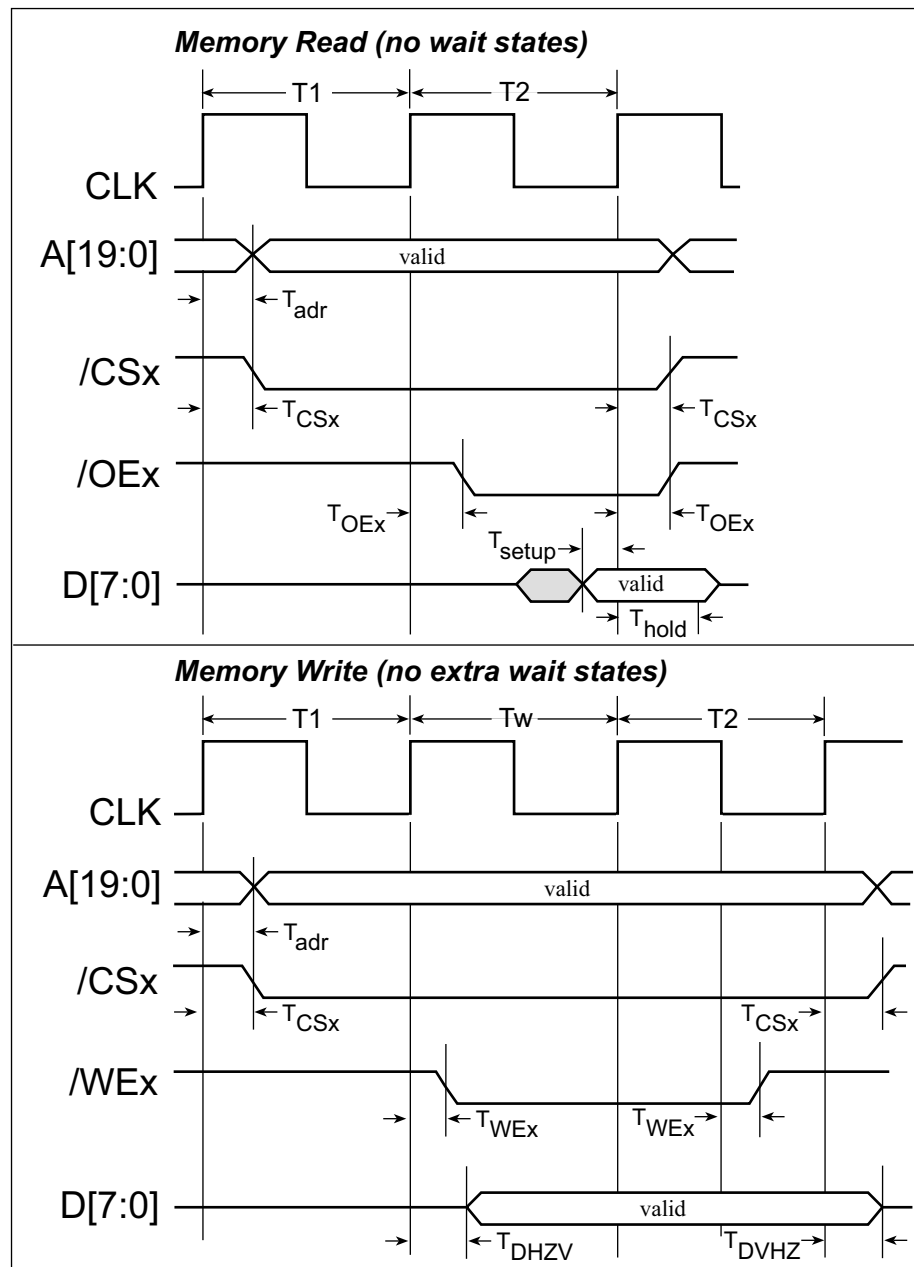 Memory Read (no wait states)
T1 T2
CLK
A[19:0] valid
Tadr
/CSx
TCSx TCSx
/OEx
TOEx TOEx
Tsetup
D[7:0] valid
Thold
Memory Write (no extra wait states)
T1 Tw T2
CLK
A[19:0] valid
Tadr
/CSx
TCSx TCSx
/WEx
TWEx TWEx
D[7:0] valid
TDHZV TDVHZ